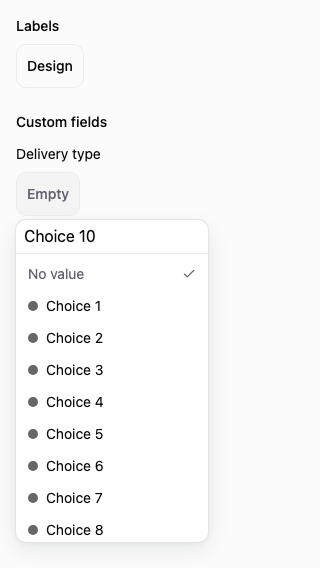 Labels
Design
Custom fields
Delivery type
Empty
Choice 10
No value
Choice 1
Choice 2
Choice 3
Choice 4
Choice 5
Choice 6
Choice 7
Choice 8